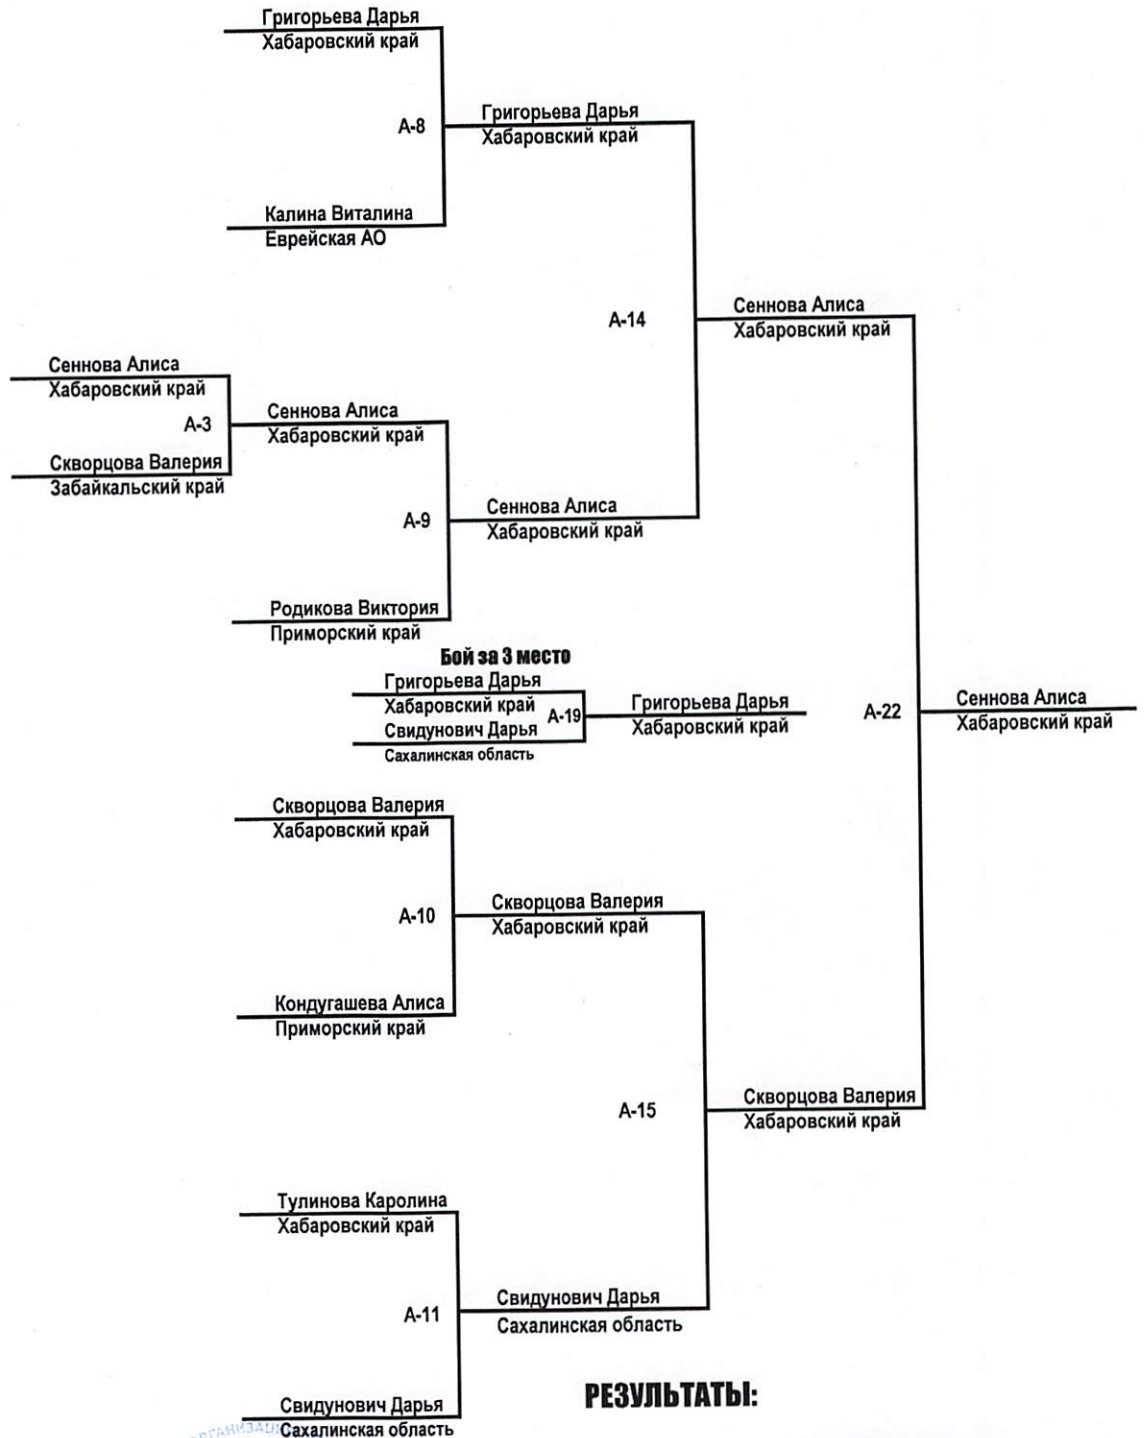 Григорьева Дарья
Хабаровский край
А-8
Григорьева Дарья
Хабаровский край
Калина Виталина
Еврейская АО
А-14
Сеннова Алиса
Хабаровский край
Сеннова Алиса
Хабаровский край
А-3
Сеннова Алиса
Хабаровский край
Скворцова Валерия
Забайкальский край
А-9
Сеннова Алиса
Хабаровский край
Родикова Виктория
Приморский край
Бой за 3 место
Григорьева Дарья
Хабаровский край
А-19
Свидунович Дарья
Сахалинская область
Григорьева Дарья
Хабаровский край
А-22
Сеннова Алиса
Хабаровский край
Скворцова Валерия
Хабаровский край
А-10
Скворцова Валерия
Хабаровский край
Кондугашева Алиса
Приморский край
А-15
Скворцова Валерия
Хабаровский край
Тулинова Каролина
Хабаровский край
А-11
Свидунович Дарья
Сахалинская область
РЕЗУЛЬТАТЫ:
Свидунович Дарья
Сахалинская область